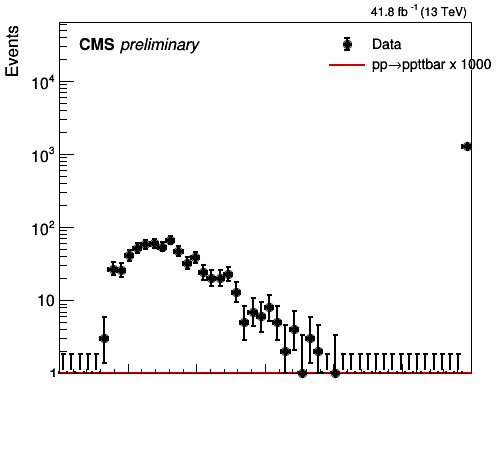 41.8 fb⁻¹ (13 TeV)
Events
CMS preliminary
Data
pp→ppttbar x 1000
10⁴
10³
10²
10
1